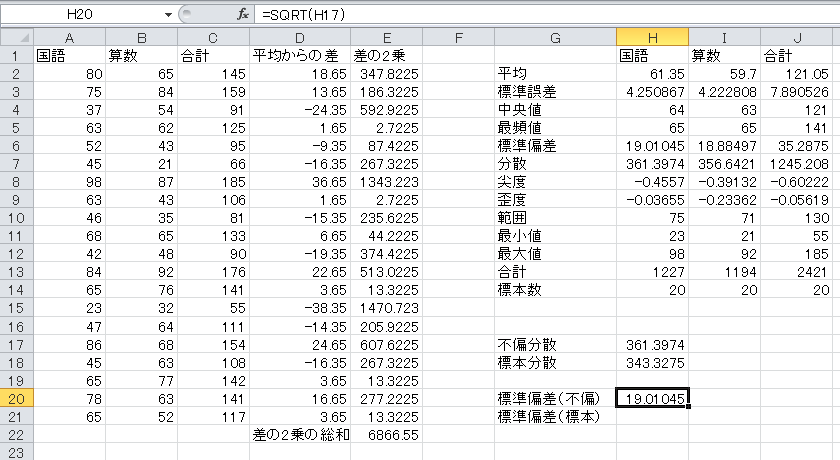 H20 fx =SQRT(H17)
A B C D E F G H I J
1 国語 算数 合計 平均からの差 差の2乗 国語 算数 合計
2 80 65 145 18.65 347.8225 平均 61.35 59.7 121.05
3 75 84 159 13.65 186.3225 標準誤差 4.250867 4.222808 7.890526
4 37 54 91 -24.35 592.9225 中央値 64 63 121
5 63 62 125 1.65 2.7225 最頻値 65 65 141
6 52 43 95 -9.35 87.4225 標準偏差 19.01045 18.88497 35.2875
7 45 21 66 -16.35 267.3225 分散 361.3974 356.6421 1245.208
8 98 87 185 36.65 1343.223 尖度 -0.4557 -0.39132 -0.60222
9 63 43 106 1.65 2.7225 歪度 -0.03655 -0.23362 -0.05619
10 46 35 81 -15.35 235.6225 範囲 75 71 130
11 68 65 133 6.65 44.2225 最小値 23 21 55
12 42 48 90 -19.35 374.4225 最大値 98 92 185
13 84 92 176 22.65 513.0225 合計 1227 1194 2421
14 65 76 141 3.65 13.3225 標本数 20 20 20
15 23 32 55 -38.35 1470.723
16 47 64 111 -14.35 205.9225
17 86 68 154 24.65 607.6225 不偏分散 361.3974
18 45 63 108 -16.35 267.3225 標本分散 343.3275
19 65 77 142 3.65 13.3225
20 78 63 141 16.65 277.2225 標準偏差(不偏) 19.01045
21 65 52 117 3.65 13.3225 標準偏差(標本)
22 差の2乗の総和 6866.55
23